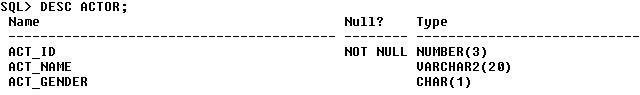 SQL> DESC ACTOR;
Name Null? Type
----------------------------------------- -------- ----------------------------
ACT_ID NOT NULL NUMBER(3)
ACT_NAME VARCHAR2(20)
ACT_GENDER CHAR(1)